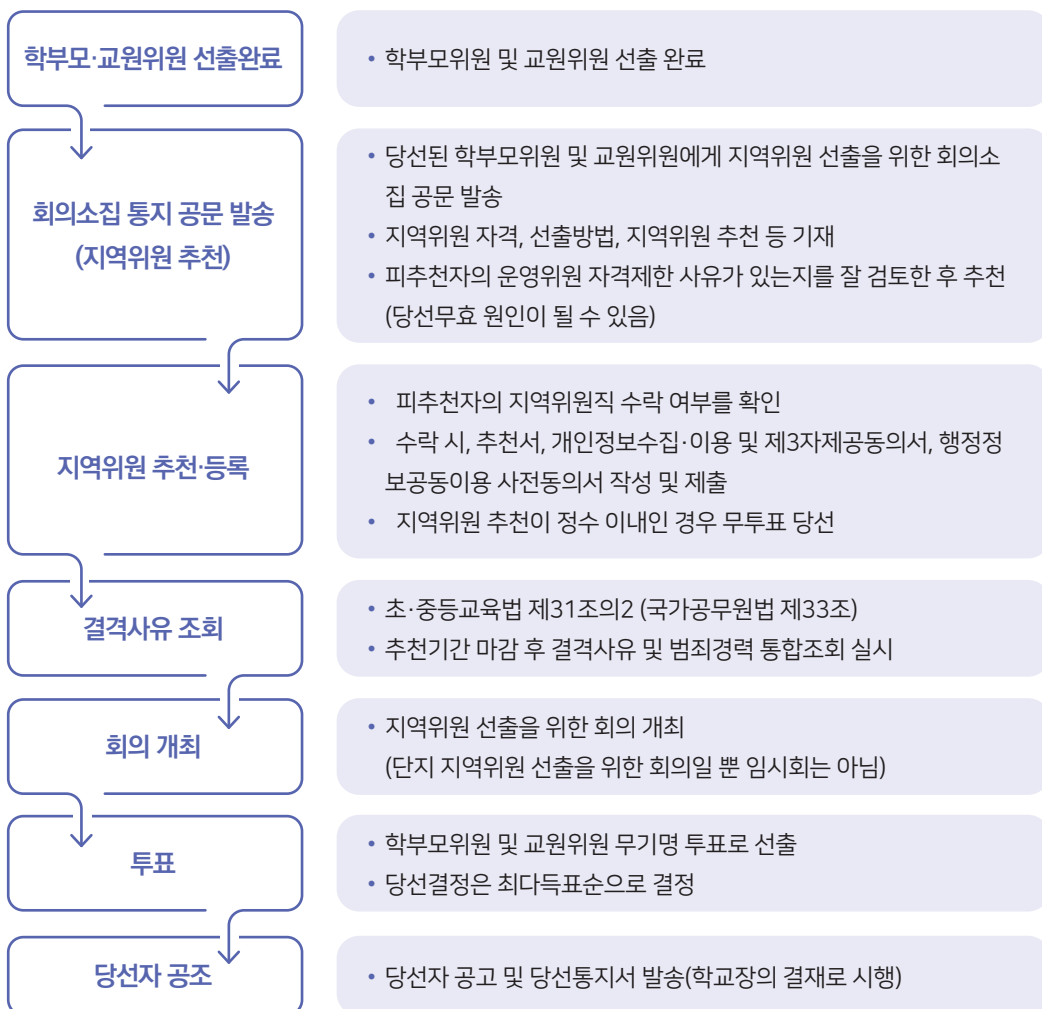 학부모·교원위원 선출완료
• 학부모위원 및 교원위원 선출 완료
회의소집 통지 공문 발송
(지역위원 추천)
• 당선된 학부모위원 및 교원위원에게 지역위원 선출을 위한 회의소
집 공문 발송
• 지역위원 자격, 선출방법, 지역위원 추천 등 기재
• 피추천자의 운영위원 자격제한 사유가 있는지를 잘 검토한 후 추천
(당선무효 원인이 될 수 있음)
지역위원 추천·등록
• 피추천자의 지역위원직 수락 여부를 확인
• 수락 시, 추천서, 개인정보수집·이용 및 제3자제공동의서, 행정정
보공동이용 사전동의서 작성 및 제출
• 지역위원 추천이 정수 이내인 경우 무투표 당선
결격사유 조회
• 초·중등교육법 제31조의2 (국가공무원법 제33조)
• 추천기간 마감 후 결격사유 및 범죄경력 통합조회 실시
회의 개최
• 지역위원 선출을 위한 회의 개최
(단지 지역위원 선출을 위한 회의일 뿐 임시회는 아님)
투표
• 학부모위원 및 교원위원 무기명 투표로 선출
• 당선결정은 최다득표순으로 결정
당선자 공조
• 당선자 공고 및 당선통지서 발송(학교장의 결재로 시행)